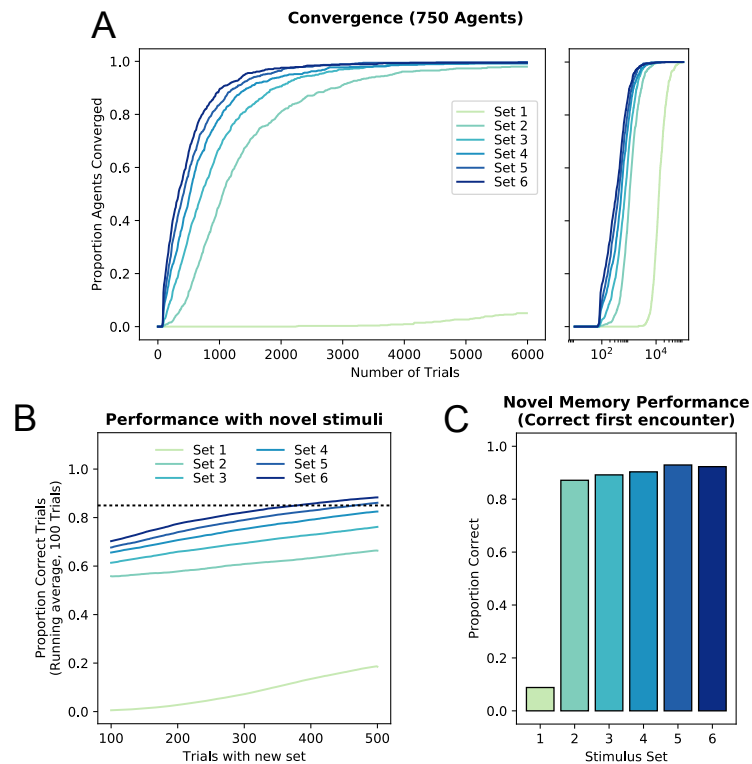 A
Convergence (750 Agents)
Proportion Agents Converged
1.0
0.8
0.6
0.4
0.2
0.0
Set 1
Set 2
Set 3
Set 4
Set 5
Set 6
0 1000 2000 3000 4000 5000 6000
Number of Trials
10² 10⁴
B
Performance with novel stimuli
Proportion Correct Trials
(Running average, 100 Trials)
1.0
0.8
0.6
0.4
0.2
0.0
Set 1 Set 4
Set 2 Set 5
Set 3 Set 6
100 200 300 400 500
Trials with new set
C
Novel Memory Performance
(Correct first encounter)
Proportion Correct
1.0
0.8
0.6
0.4
0.2
0.0
1 2 3 4 5 6
Stimulus Set